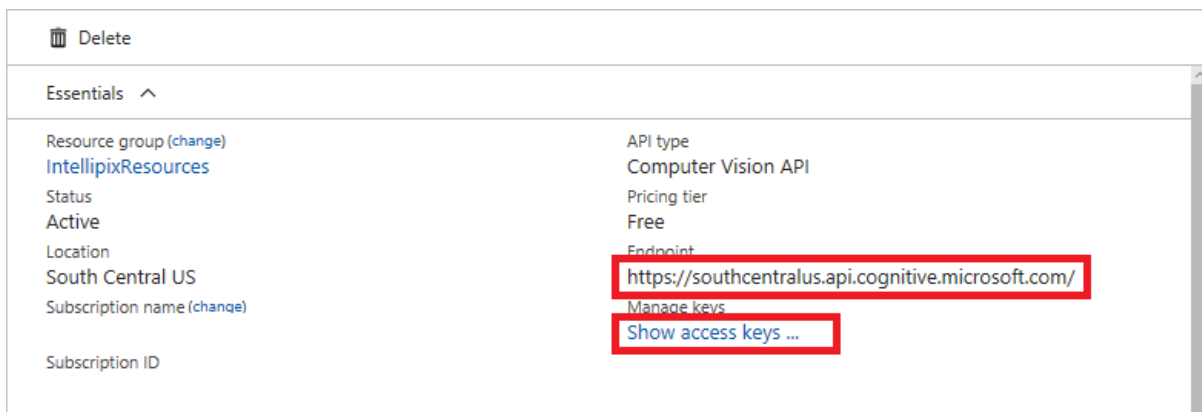 Delete
Essentials
Resource group (change)
IntellipixResources
Status
Active
Location
South Central US
Subscription name (change)
Subscription ID
API type
Computer Vision API
Pricing tier
Free
Endpoint
https://southcentralus.api.cognitive.microsoft.com/
Manage keys
Show access keys ...